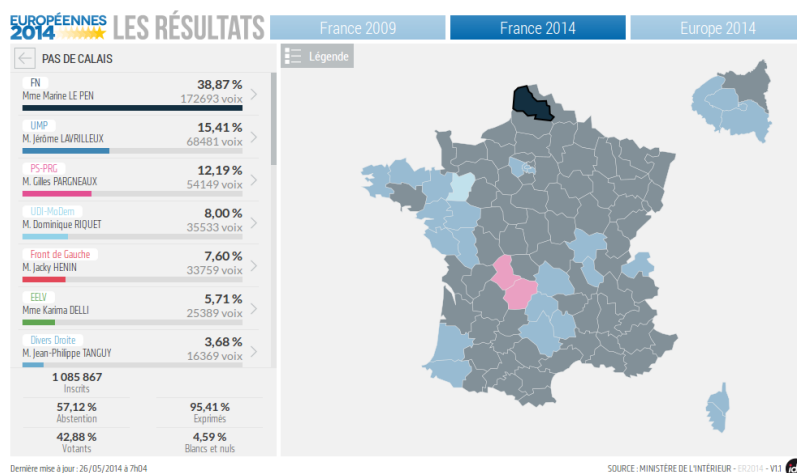 EUROPÉENNES
2014
LES RÉSULTATS
France 2009
France 2014
Europe 2014
PAS DE CALAIS
Légende
FN
38,87 %
Mme Marine LE PEN
172693 voix
UMP
15,41 %
M. Jérôme LAVRILLEUX
68481 voix
PS-PRG
12,19 %
M. Gilles PARGNEAUX
54149 voix
UDI-MoDem
8,00 %
M. Dominique RIQUET
35533 voix
Front de Gauche
7,60 %
M. Jacky HENIN
33759 voix
EELV
5,71 %
Mme Karima DELLI
25389 voix
Divers Droite
3,68 %
M. Jean-Philippe TANGUY
16369 voix
1 085 867
Inscrits
57,12 %
95,41 %
Abstention
Exprimés
42,88 %
4,59 %
Votants
Blancs et nuls
Dernière mise à jour : 26/05/2014 à 7h04
SOURCE : MINISTÈRE DE L'INTÉRIEUR - ER2014 - V1.1